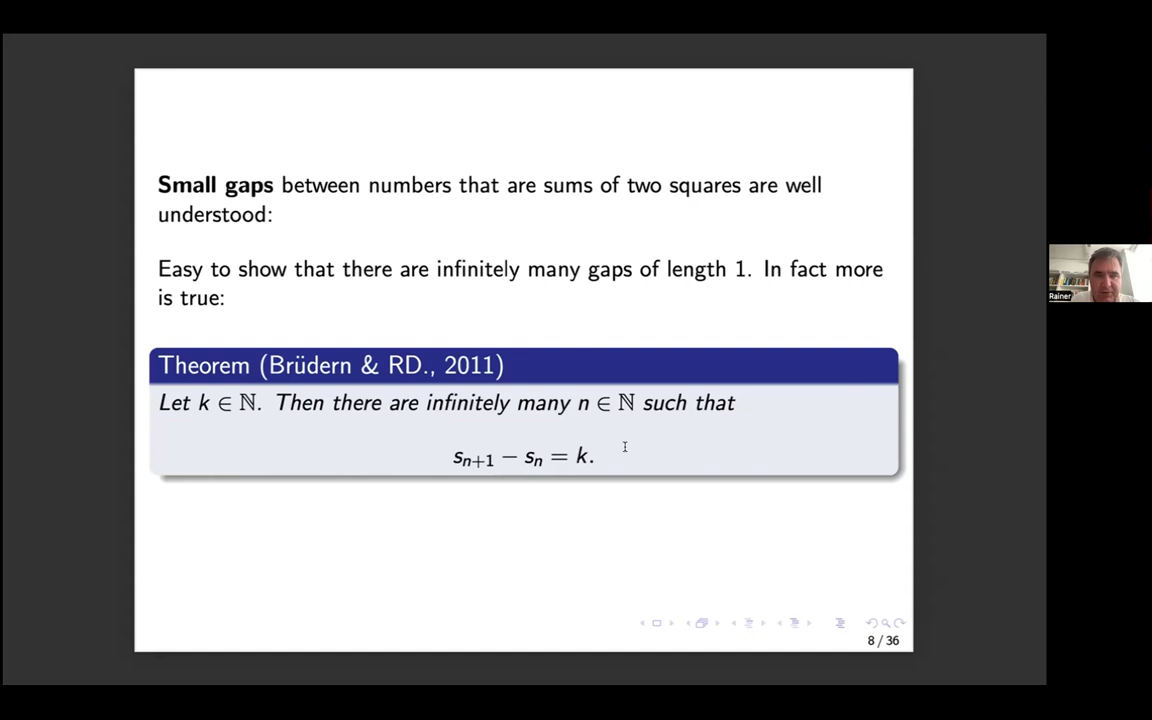 Small gaps between numbers that are sums of two squares are well
understood:
Easy to show that there are infinitely many gaps of length 1. In fact more
is true:
Theorem (Brüdern & RD., 2011)
Let k ∈ ℕ. Then there are infinitely many n ∈ ℕ such that
sₙ₊₁ − sₙ = k.
8 / 36
Rainer